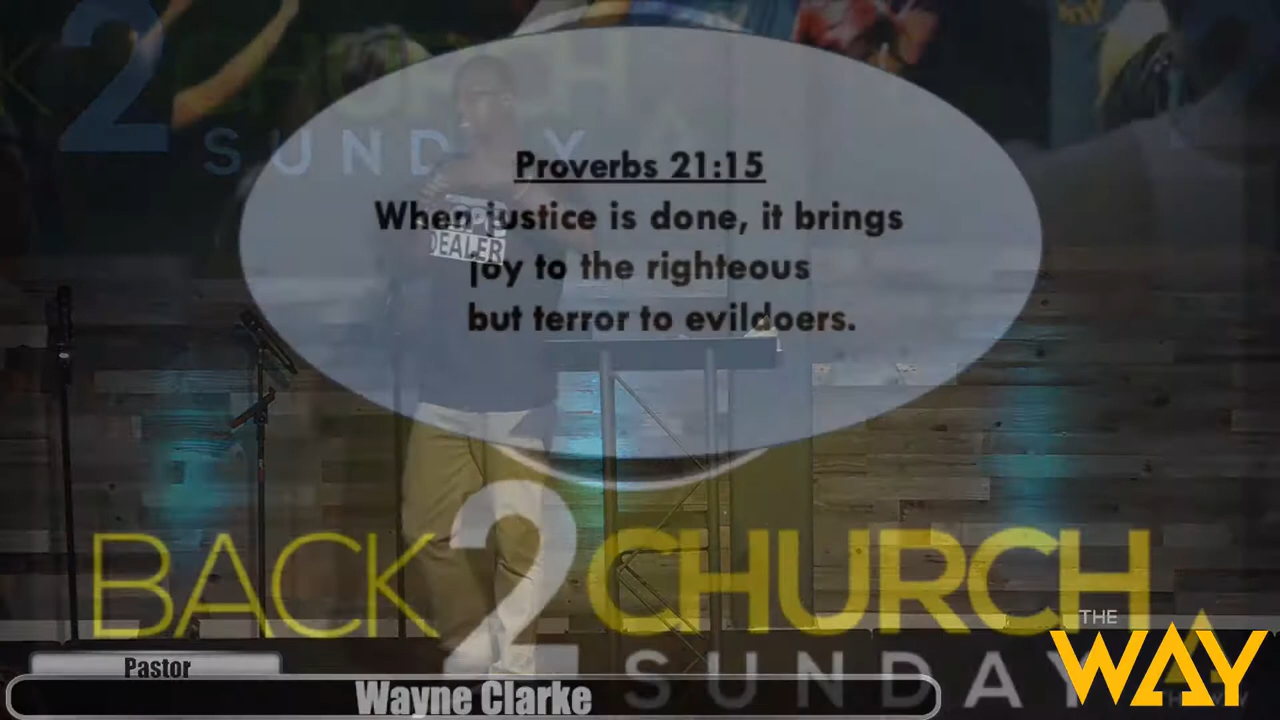 2
SUNDAY
Proverbs 21:15
When justice is done, it brings
joy to the righteous
but terror to evildoers.
DEALER
BACK 2 CHURCH
SUNDAY
THE
WAY
Pastor
Wayne Clarke